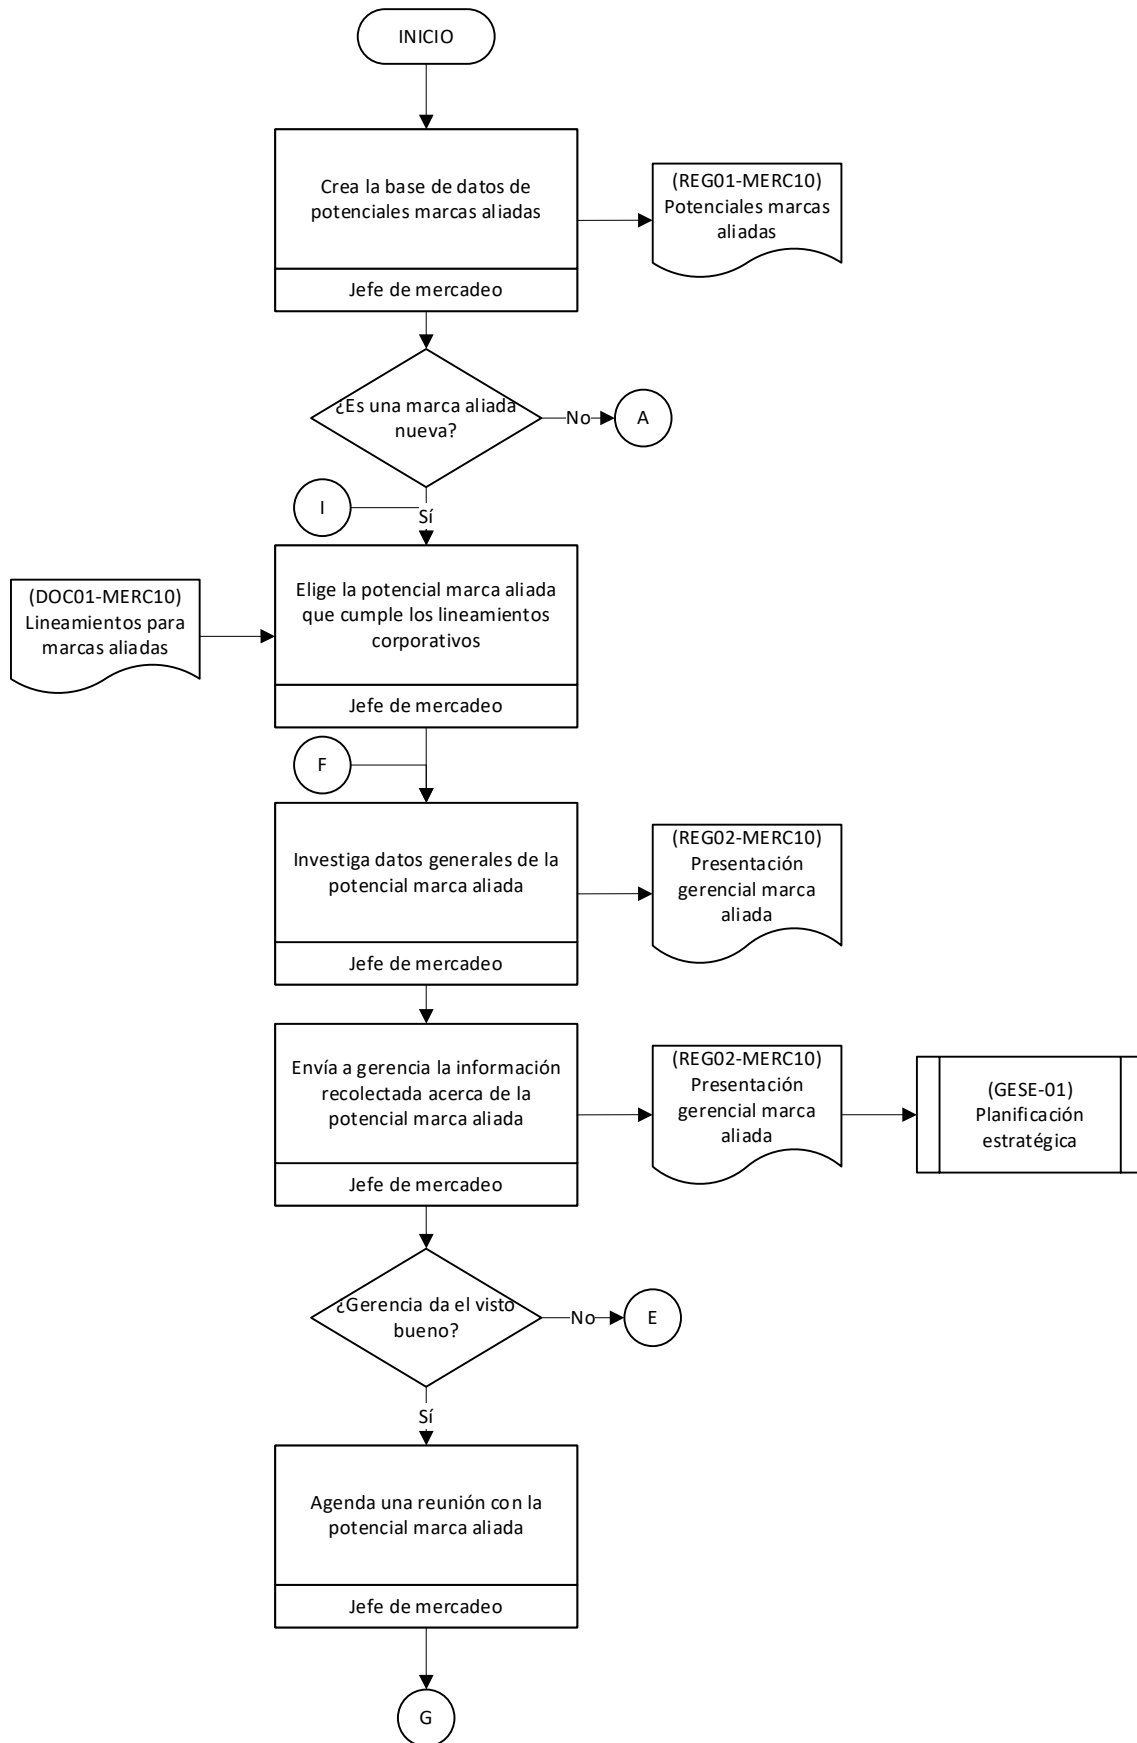 INICIO
Crea la base de datos de
potenciales marcas aliadas
Jefe de mercadeo
(REG01-MERC10)
Potenciales marcas
aliadas
¿Es una marca aliada
nueva?
No
A
I
Sí
(DOC01-MERC10)
Lineamientos para
marcas aliadas
Elige la potencial marca aliada
que cumple los lineamientos
corporativos
Jefe de mercadeo
F
Investiga datos generales de la
potencial marca aliada
Jefe de mercadeo
(REG02-MERC10)
Presentación
gerencial marca
aliada
Envía a gerencia la información
recolectada acerca de la
potencial marca aliada
Jefe de mercadeo
(REG02-MERC10)
Presentación
gerencial marca
aliada
(GESE-01)
Planificación
estratégica
¿Gerencia da el visto
bueno?
No
E
Sí
Agenda una reunión con la
potencial marca aliada
Jefe de mercadeo
G